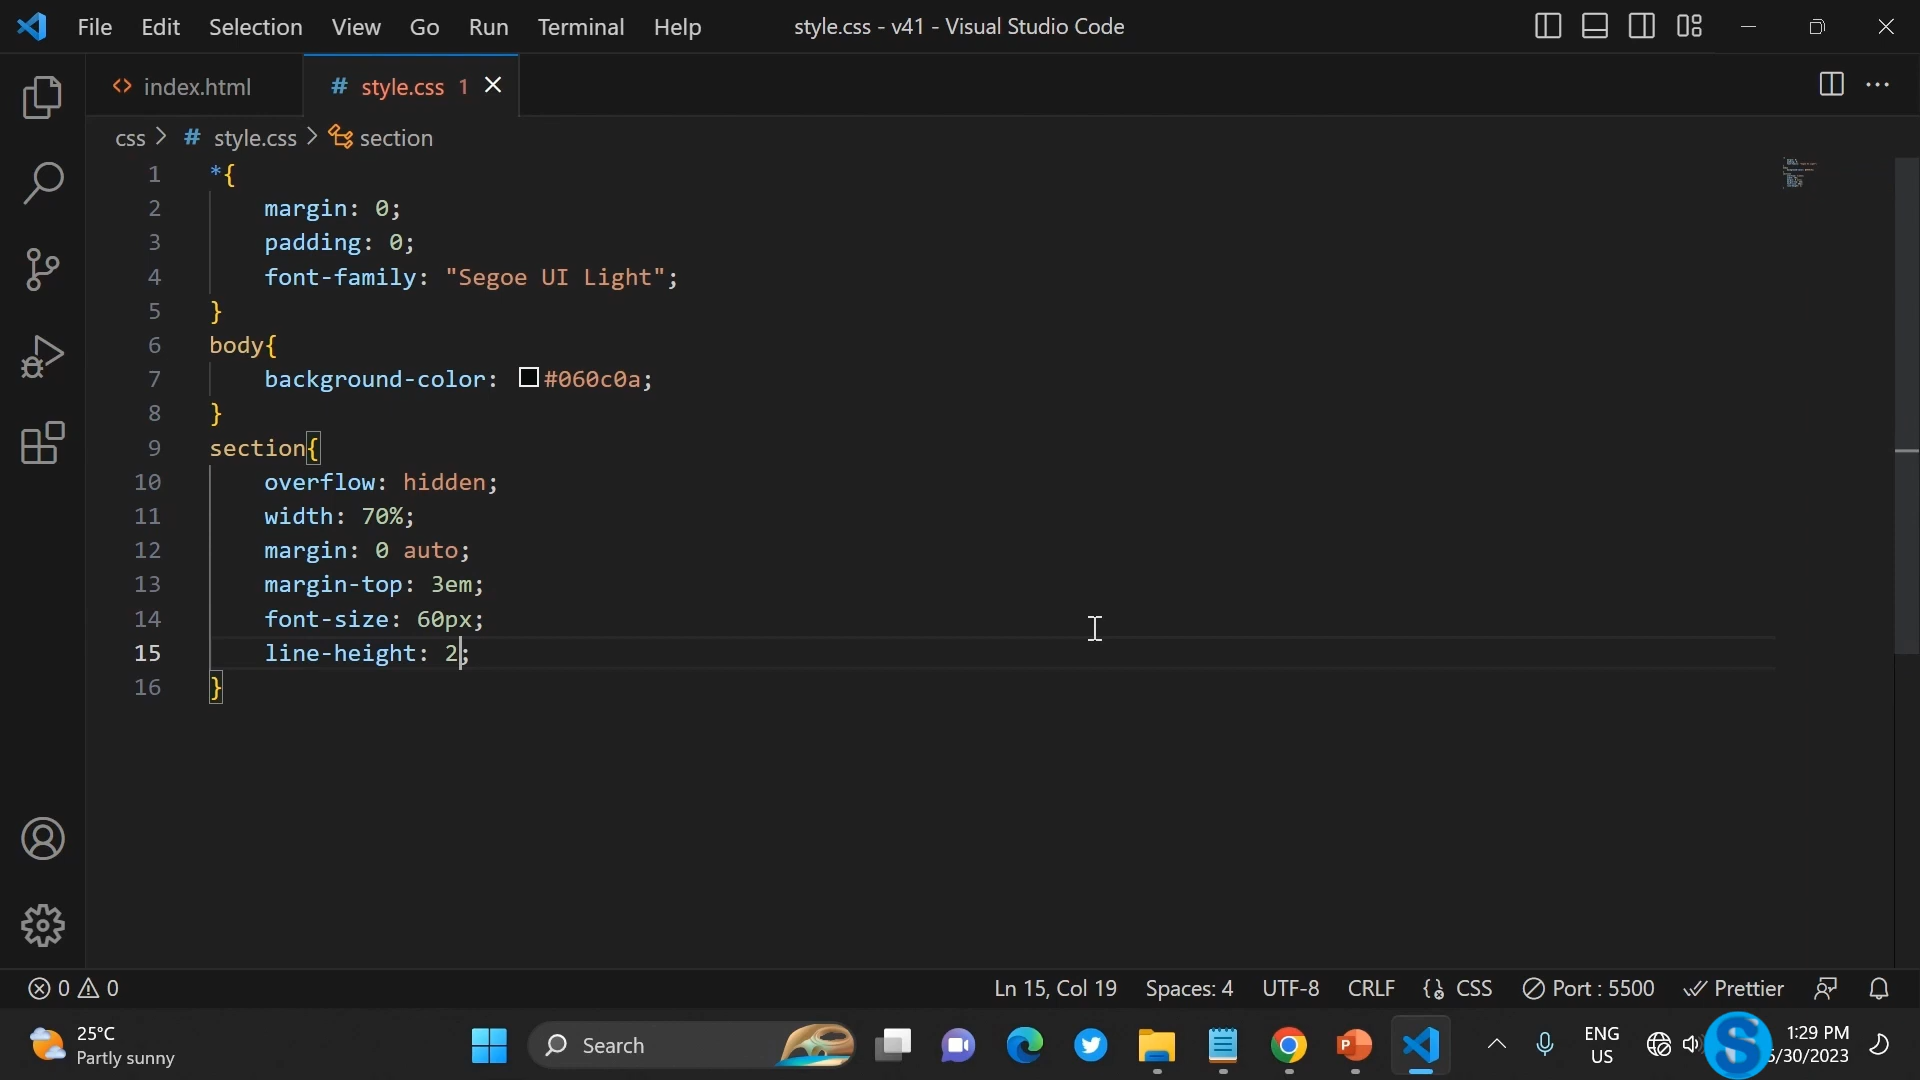 File Edit Selection View Go Run Terminal Help
style.css - v41 - Visual Studio Code
<> index.html
# style.css 1
css > # style.css > section
1 *{
2 margin: 0;
3 padding: 0;
4 font-family: "Segoe UI Light";
5 }
6 body{
7 background-color: #060c0a;
8 }
9 section{
10 overflow: hidden;
11 width: 70%;
12 margin: 0 auto;
13 margin-top: 3em;
14 font-size: 60px;
15 line-height: 2;
16 }
0 0 Ln 15, Col 19 Spaces: 4 UTF-8 CRLF {} CSS Port : 5500 Prettier
25°C
Partly sunny
Search
ENG
US
1:29 PM
/30/2023